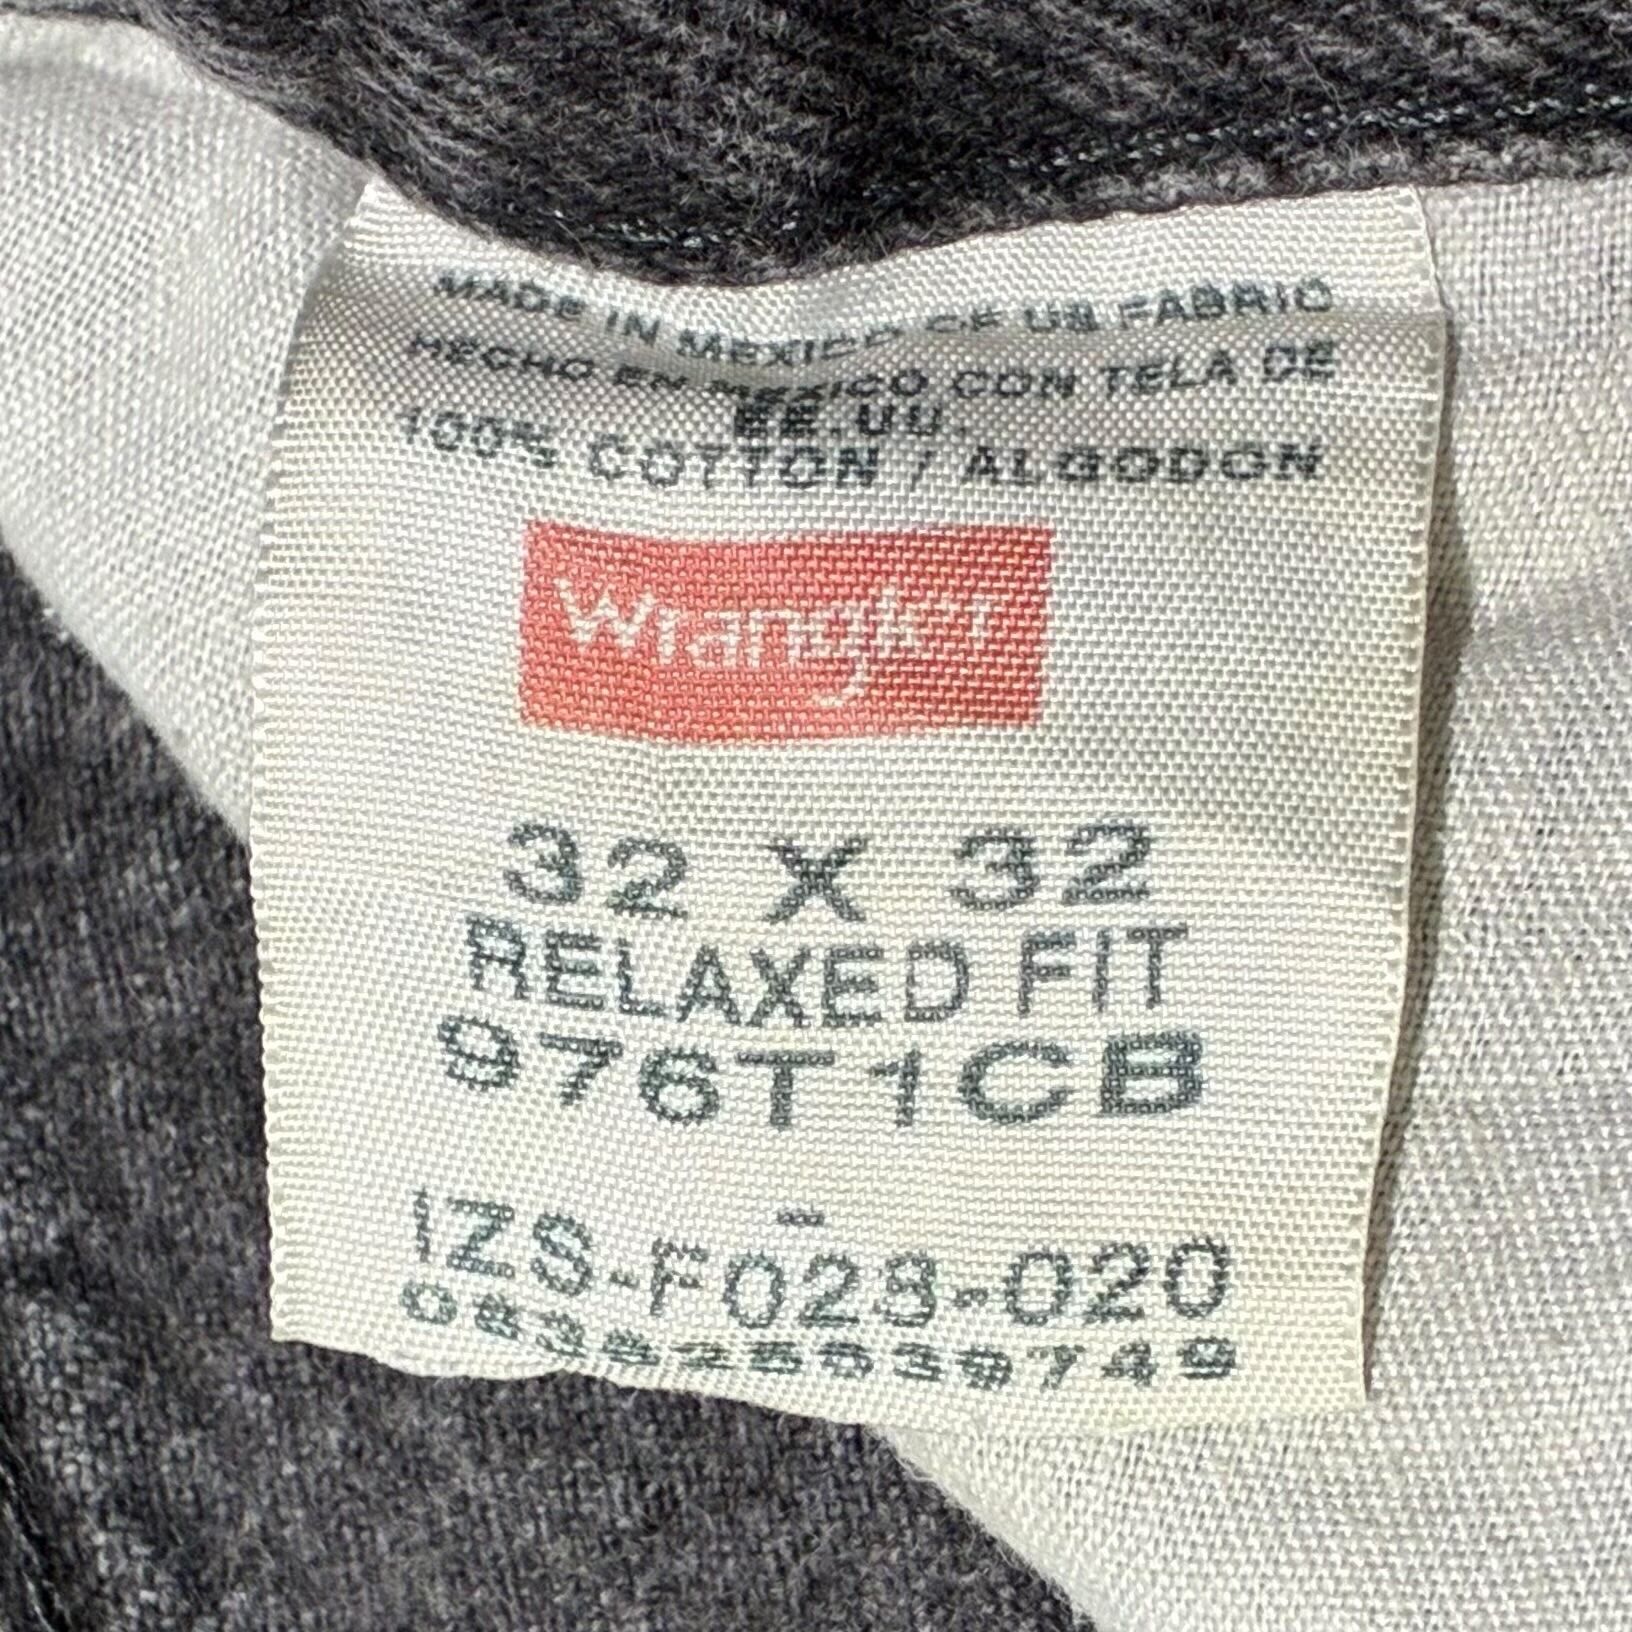 MADE IN MEXICO OF US FABRIC
HECHO EN MEXICO CON TELA DE
EE.UU.
100% COTTON / ALGODON
Wrangler
32 X 32
RELAXED FIT
976T1CB
-
IZS-F028-020